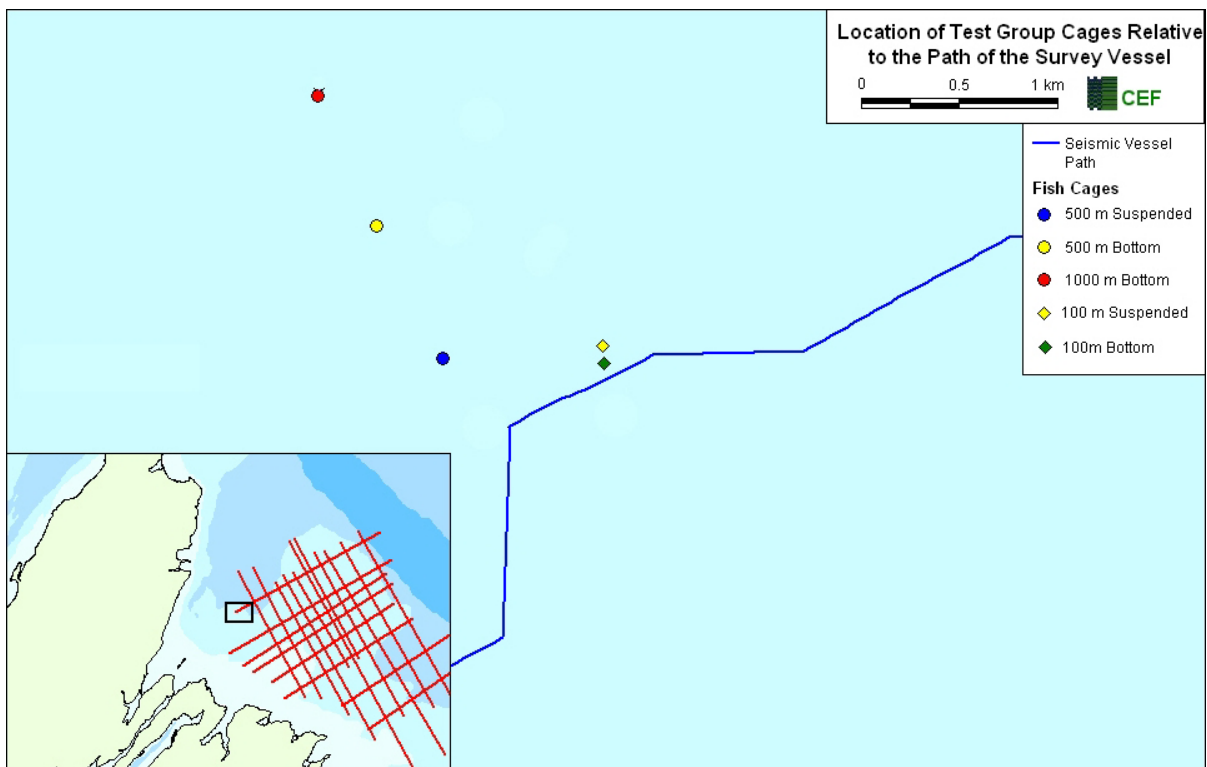 Location of Test Group Cages Relative
to the Path of the Survey Vessel
0 0.5 1 km
CEF
Seismic Vessel
Path
Fish Cages
500 m Suspended
500 m Bottom
1000 m Bottom
100 m Suspended
100m Bottom